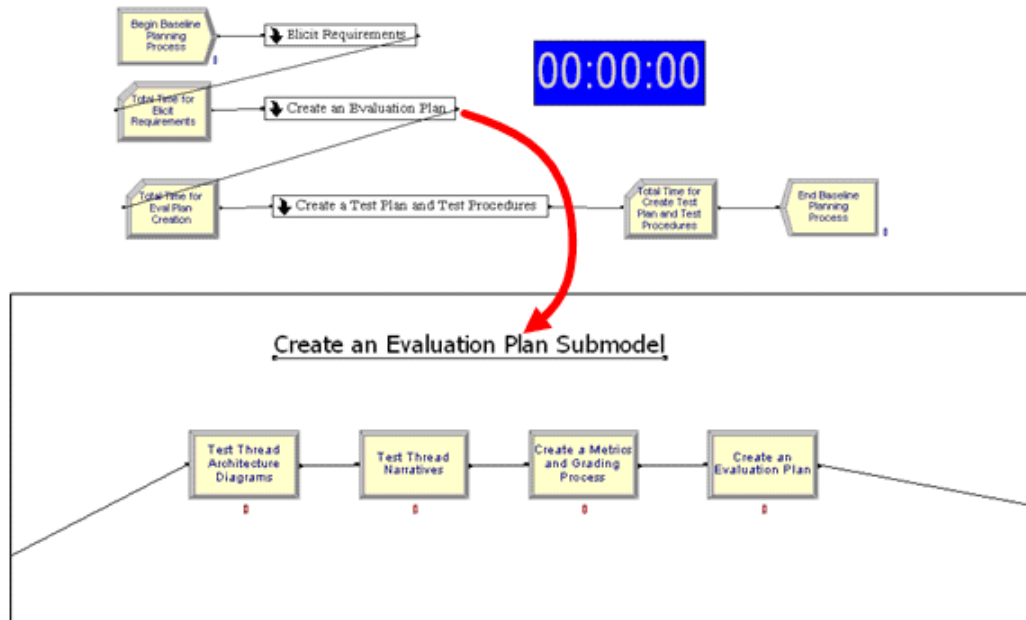 Begin Baseline
Planning
Process
0
Elicit Requirements
00:00:00
Total Time for
Elicit
Requirements
Create an Evaluation Plan
Total Time for
Eval Plan
Creation
Create a Test Plan and Test Procedures
Total Time for
Create Test
Plan and Test
Procedures
End Baseline
Planning
Process
0
Create an Evaluation Plan Submodel
Test Thread
Architecture
Diagrams
0
Test Thread
Narratives
0
Create a Metrics
and Grading
Process
0
Create an
Evaluation Plan
0